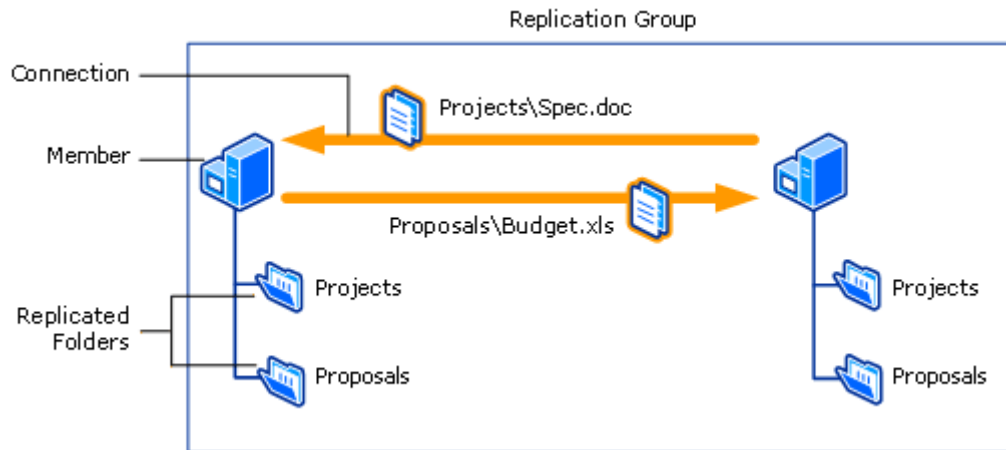 Replication Group
Connection
Projects\Spec.doc
Member
Proposals\Budget.xls
Projects
Projects
Replicated
Folders
Proposals
Proposals